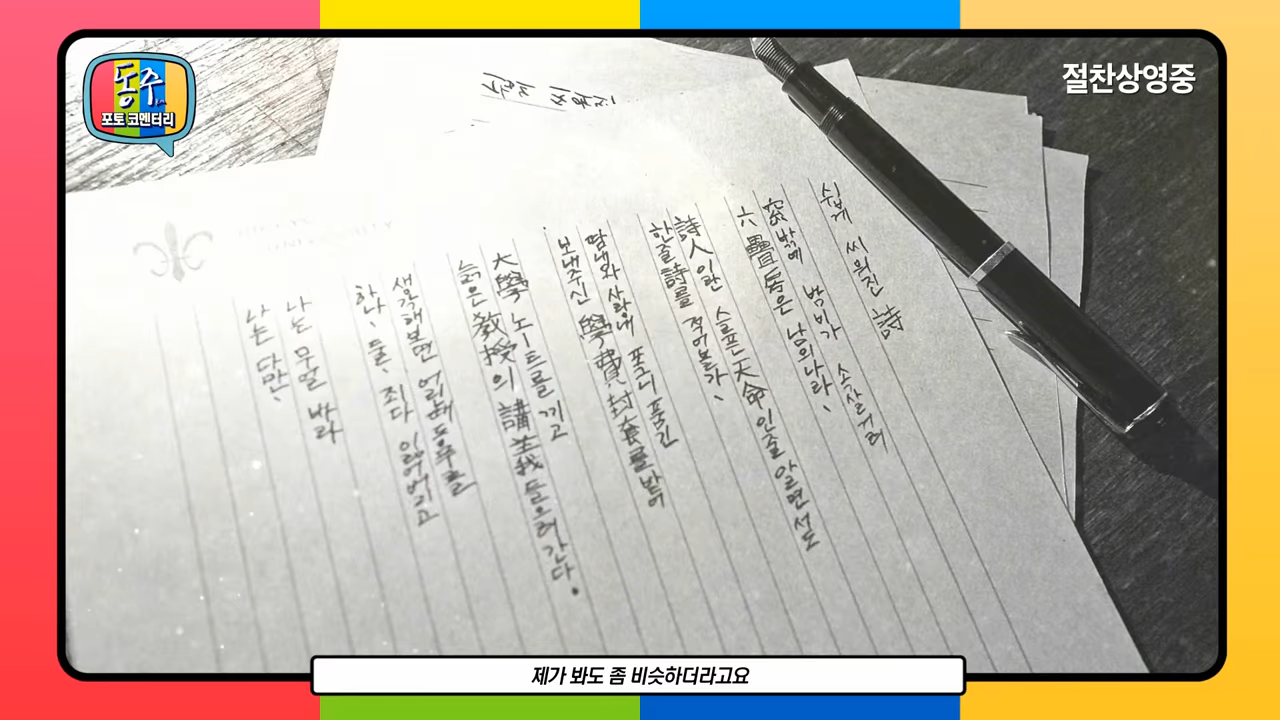 동주
포토 코멘터리
절찬상영중
쉽게 씨워진 詩
窓밖에 밤비가 소살거려
六疊房은 남의나라、
詩人이란 슬픈天命인줄알면서도
한줄詩를 적어볼가、
땀내와 사랑내 포그니 품긴
보내주신 學費封套를받어
大學 노ー트를 끼고
늙은敎授의 講義들으러간다.
생각해보면 어린때동무를
하나、둘、죄다 잃어버리고
나는 무얼 바라
나는 다만、
제가 봐도 좀 비슷하더라고요